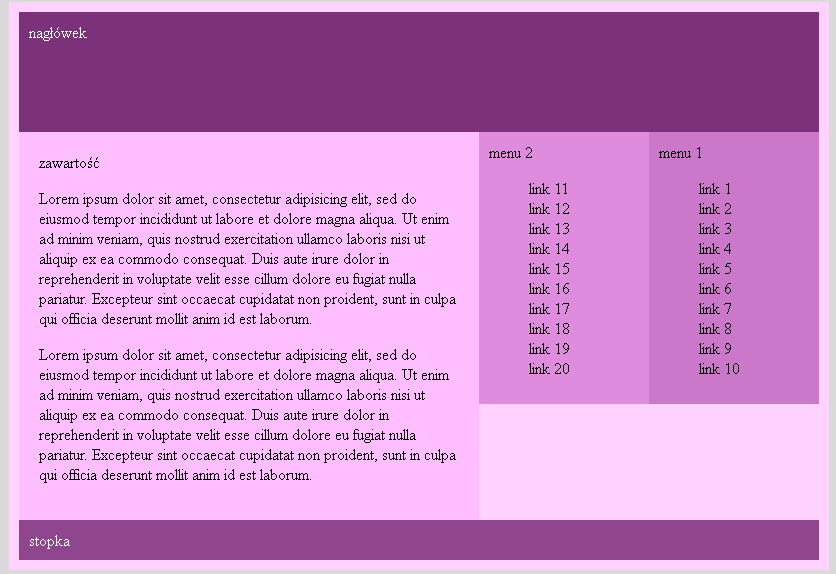 nagłówek
zawartość
Lorem ipsum dolor sit amet, consectetur adipisicing elit, sed do
eiusmod tempor incididunt ut labore et dolore magna aliqua. Ut enim
ad minim veniam, quis nostrud exercitation ullamco laboris nisi ut
aliquip ex ea commodo consequat. Duis aute irure dolor in
reprehenderit in voluptate velit esse cillum dolore eu fugiat nulla
pariatur. Excepteur sint occaecat cupidatat non proident, sunt in culpa
qui officia deserunt mollit anim id est laborum.
Lorem ipsum dolor sit amet, consectetur adipisicing elit, sed do
eiusmod tempor incididunt ut labore et dolore magna aliqua. Ut enim
ad minim veniam, quis nostrud exercitation ullamco laboris nisi ut
aliquip ex ea commodo consequat. Duis aute irure dolor in
reprehenderit in voluptate velit esse cillum dolore eu fugiat nulla
pariatur. Excepteur sint occaecat cupidatat non proident, sunt in culpa
qui officia deserunt mollit anim id est laborum.
menu 2
link 11
link 12
link 13
link 14
link 15
link 16
link 17
link 18
link 19
link 20
menu 1
link 1
link 2
link 3
link 4
link 5
link 6
link 7
link 8
link 9
link 10
stopka